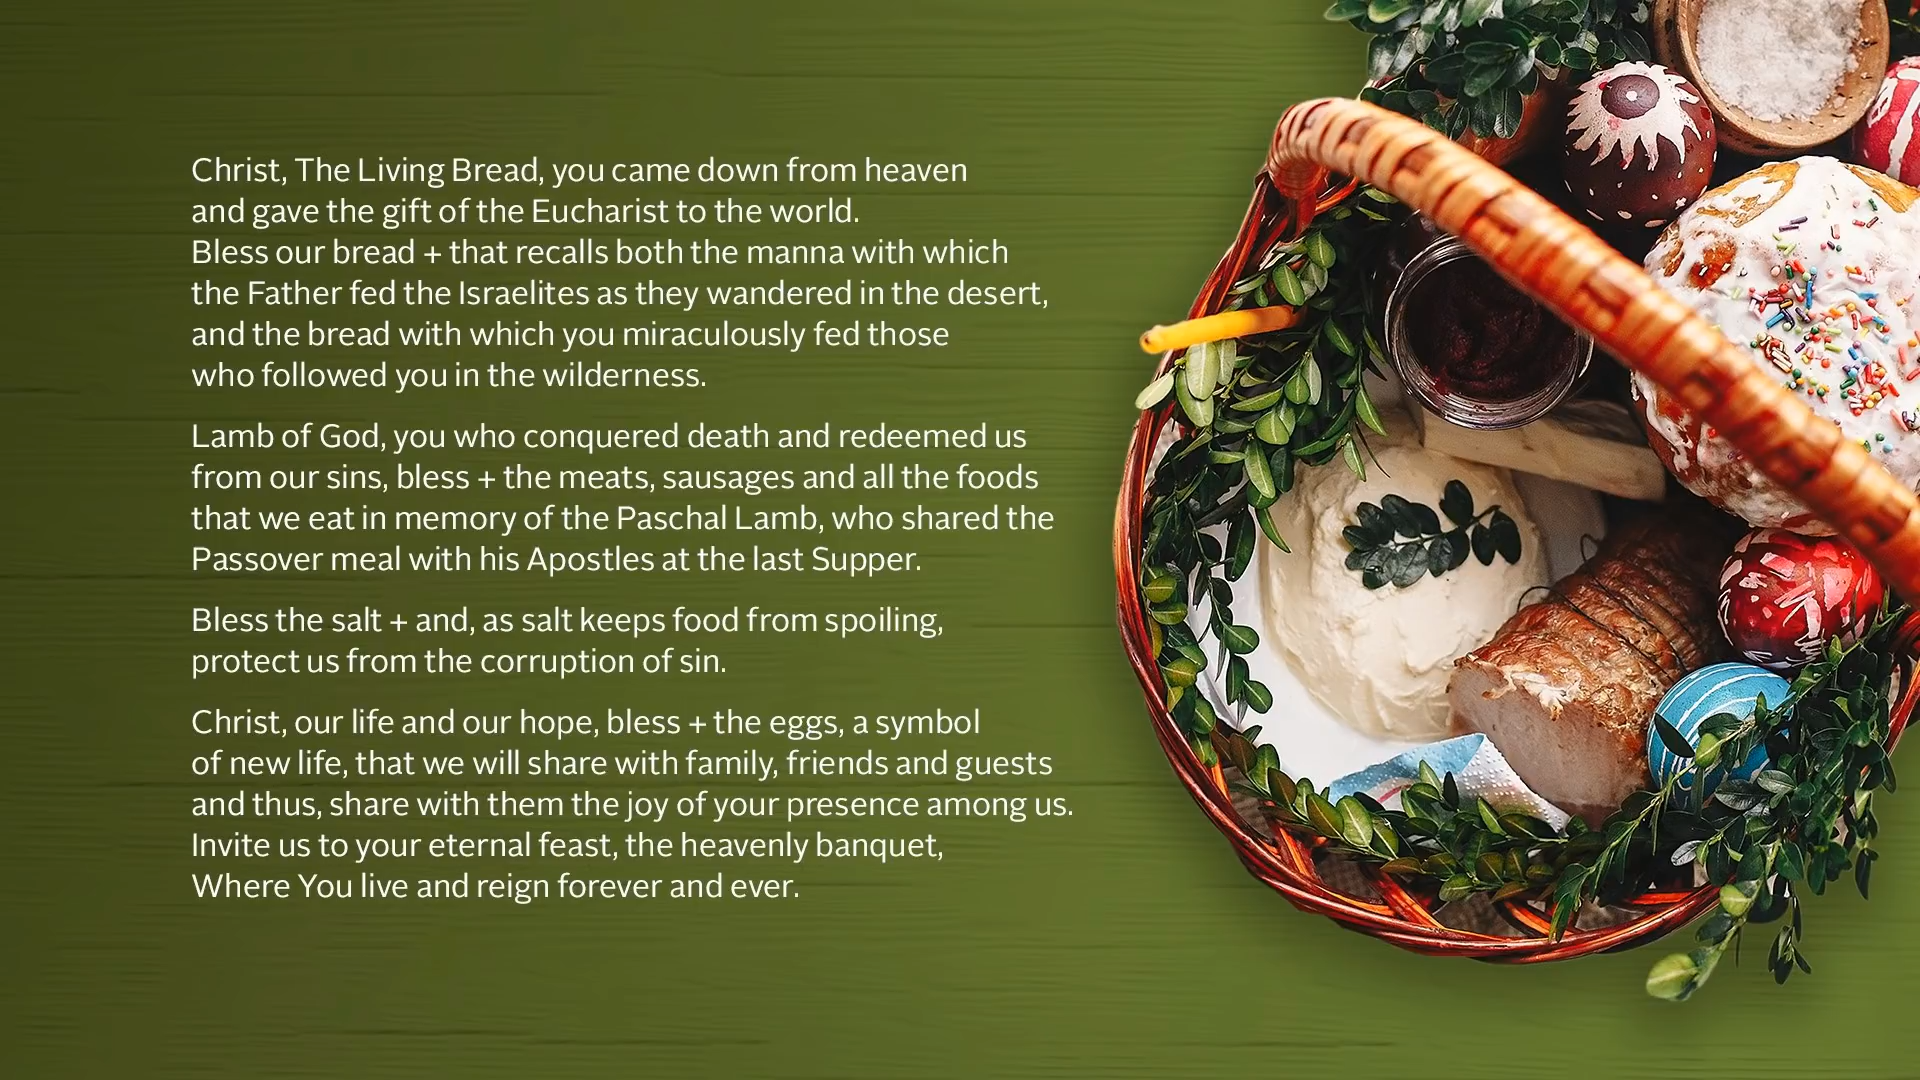 Christ, The Living Bread, you came down from heaven
and gave the gift of the Eucharist to the world.
Bless our bread + that recalls both the manna with which
the Father fed the Israelites as they wandered in the desert,
and the bread with which you miraculously fed those
who followed you in the wilderness.
Lamb of God, you who conquered death and redeemed us
from our sins, bless + the meats, sausages and all the foods
that we eat in memory of the Paschal Lamb, who shared the
Passover meal with his Apostles at the last Supper.
Bless the salt + and, as salt keeps food from spoiling,
protect us from the corruption of sin.
Christ, our life and our hope, bless + the eggs, a symbol
of new life, that we will share with family, friends and guests
and thus, share with them the joy of your presence among us.
Invite us to your eternal feast, the heavenly banquet,
Where You live and reign forever and ever.